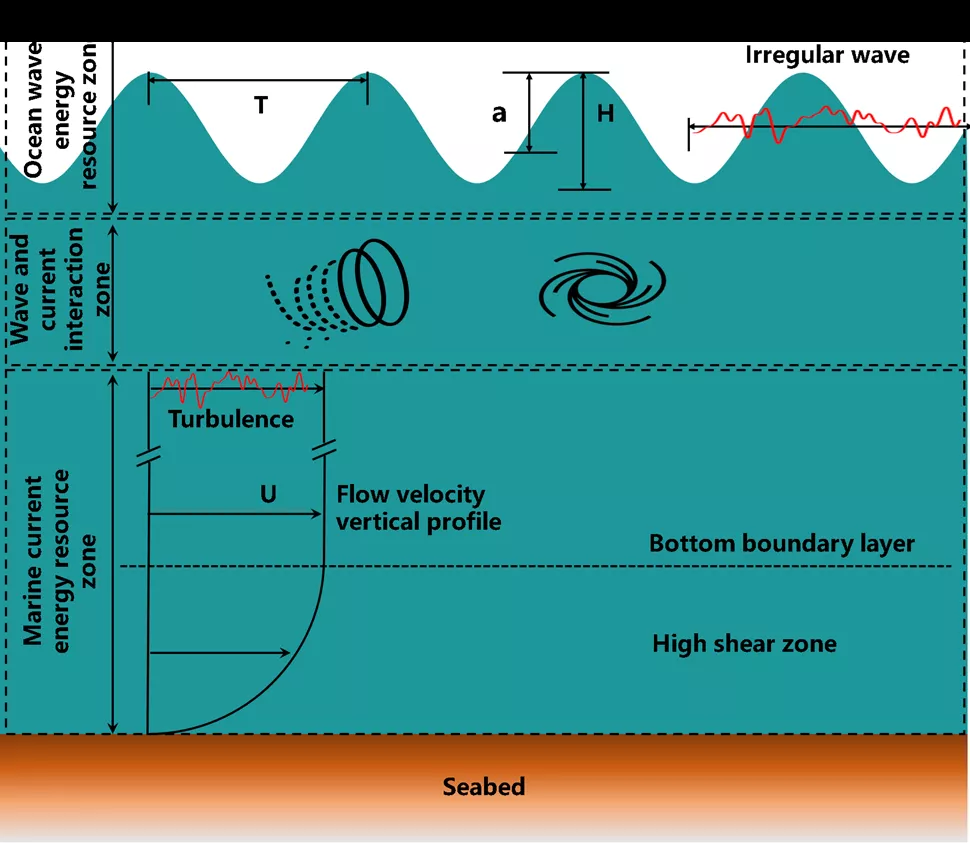 Irregular wave
T
a
H
Ocean wave
energy
resource zon
Wave and
current
interaction
zone
Turbulence
U
Flow velocity
vertical profile
Marine current
energy resource
zone
Bottom boundary layer
High shear zone
Seabed